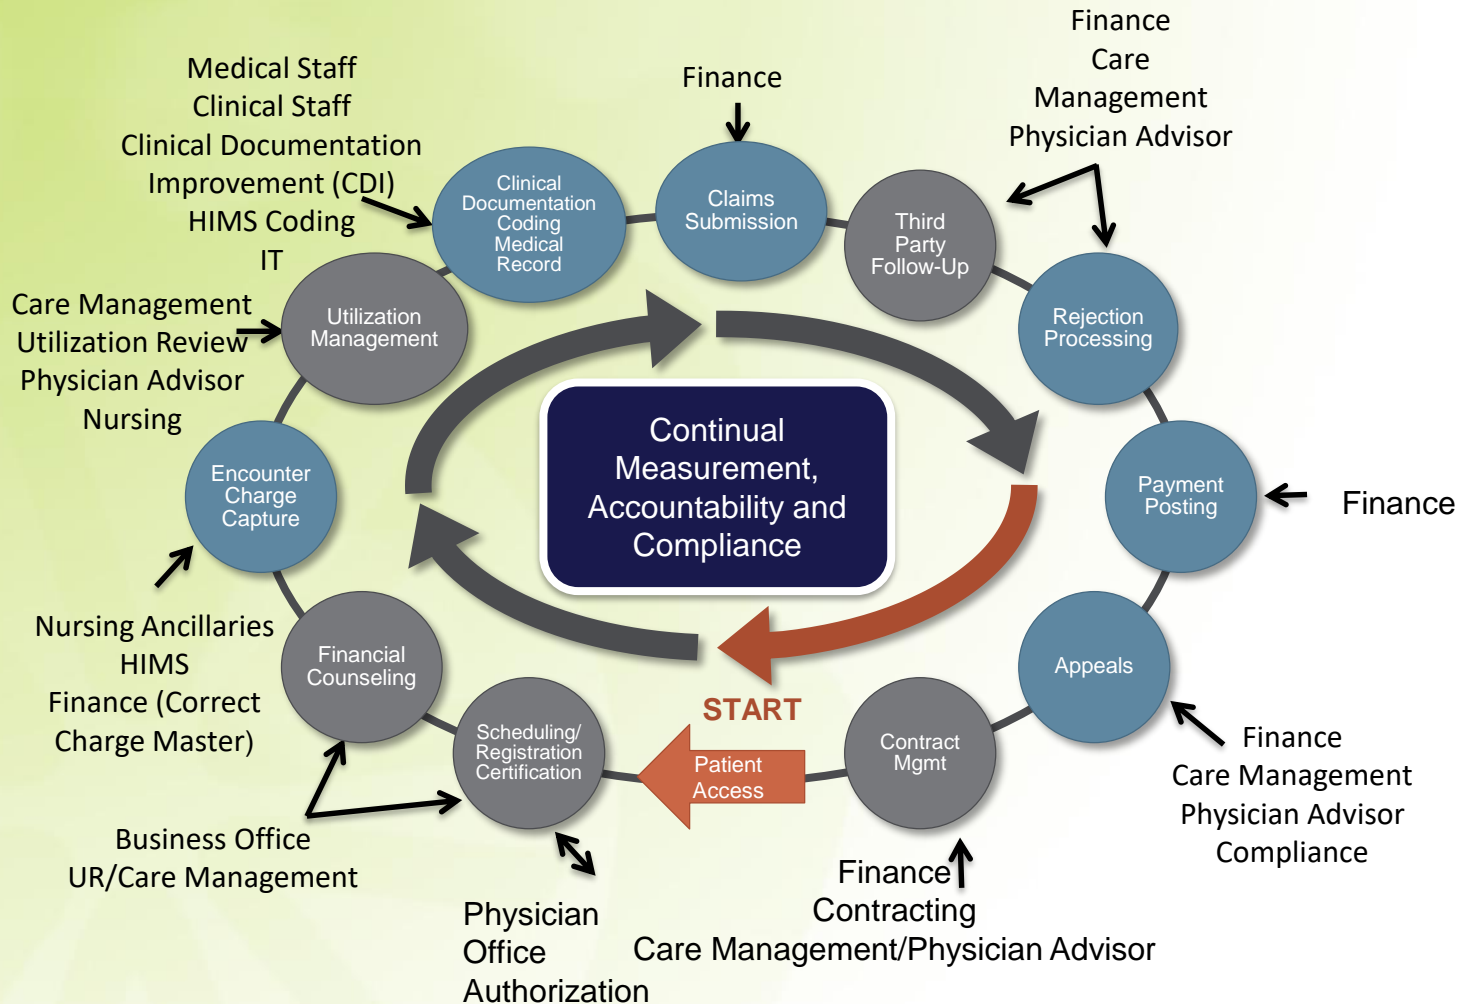 Medical Staff
Clinical Staff
Clinical Documentation
Improvement (CDI)
HIMS Coding
IT
Finance
Finance
Care
Management
Physician Advisor
Clinical
Documentation
Coding
Medical
Record
Claims
Submission
Third
Party
Follow-Up
Care Management
Utilization Review
Physician Advisor
Nursing
Utilization
Management
Rejection
Processing
Continual
Measurement,
Accountability and
Compliance
Encounter
Charge
Capture
Payment
Posting
Finance
Nursing Ancillaries
HIMS
Finance (Correct
Charge Master)
Financial
Counseling
Appeals
START
Scheduling/
Registration
Certification
Patient
Access
Contract
Mgmt
Finance
Care Management
Physician Advisor
Compliance
Business Office
UR/Care Management
Physician
Office
Authorization
Finance
Contracting
Care Management/Physician Advisor